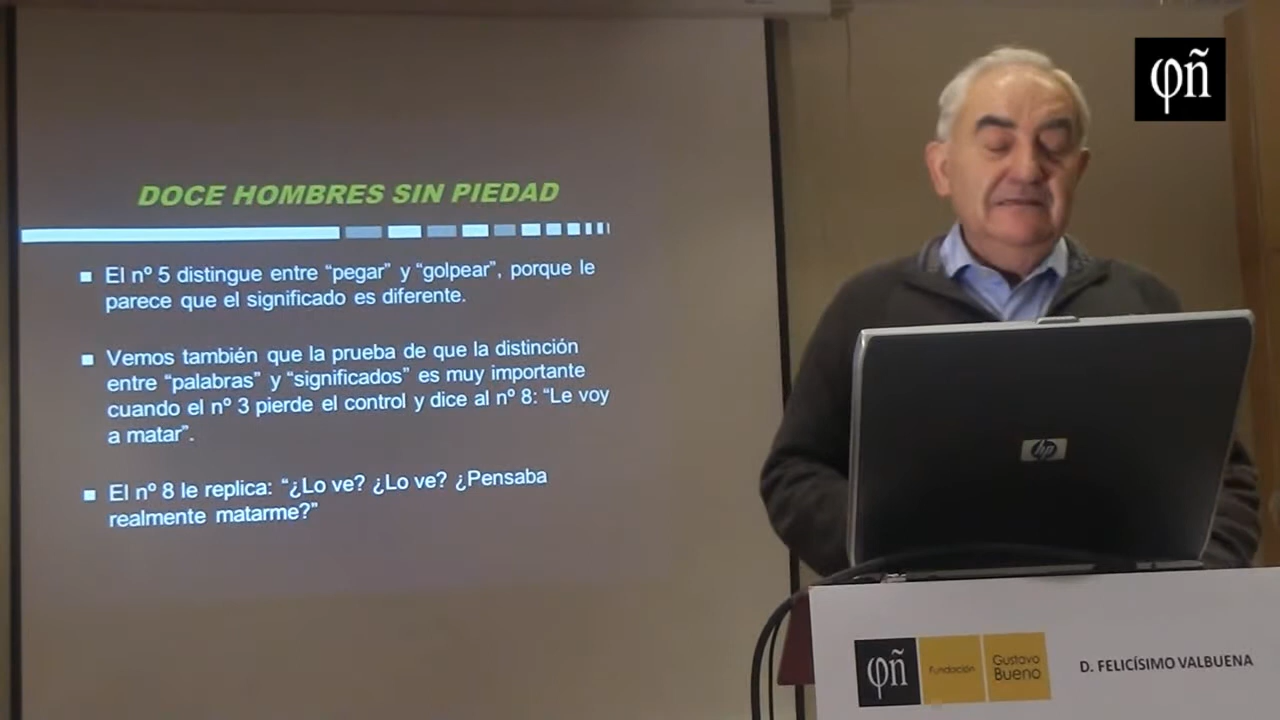 φñ
DOCE HOMBRES SIN PIEDAD
El nº 5 distingue entre “pegar” y “golpear”, porque le
parece que el significado es diferente.
Vemos también que la prueba de que la distinción
entre “palabras” y “significados” es muy importante
cuando el nº 3 pierde el control y dice al nº 8: “Le voy
a matar”.
El nº 8 le replica: “¿Lo ve? ¿Lo ve? ¿Pensaba
realmente matarme?”
hp
φñ
Fundación
Gustavo
Bueno
D. FELICÍSIMO VALBUENA